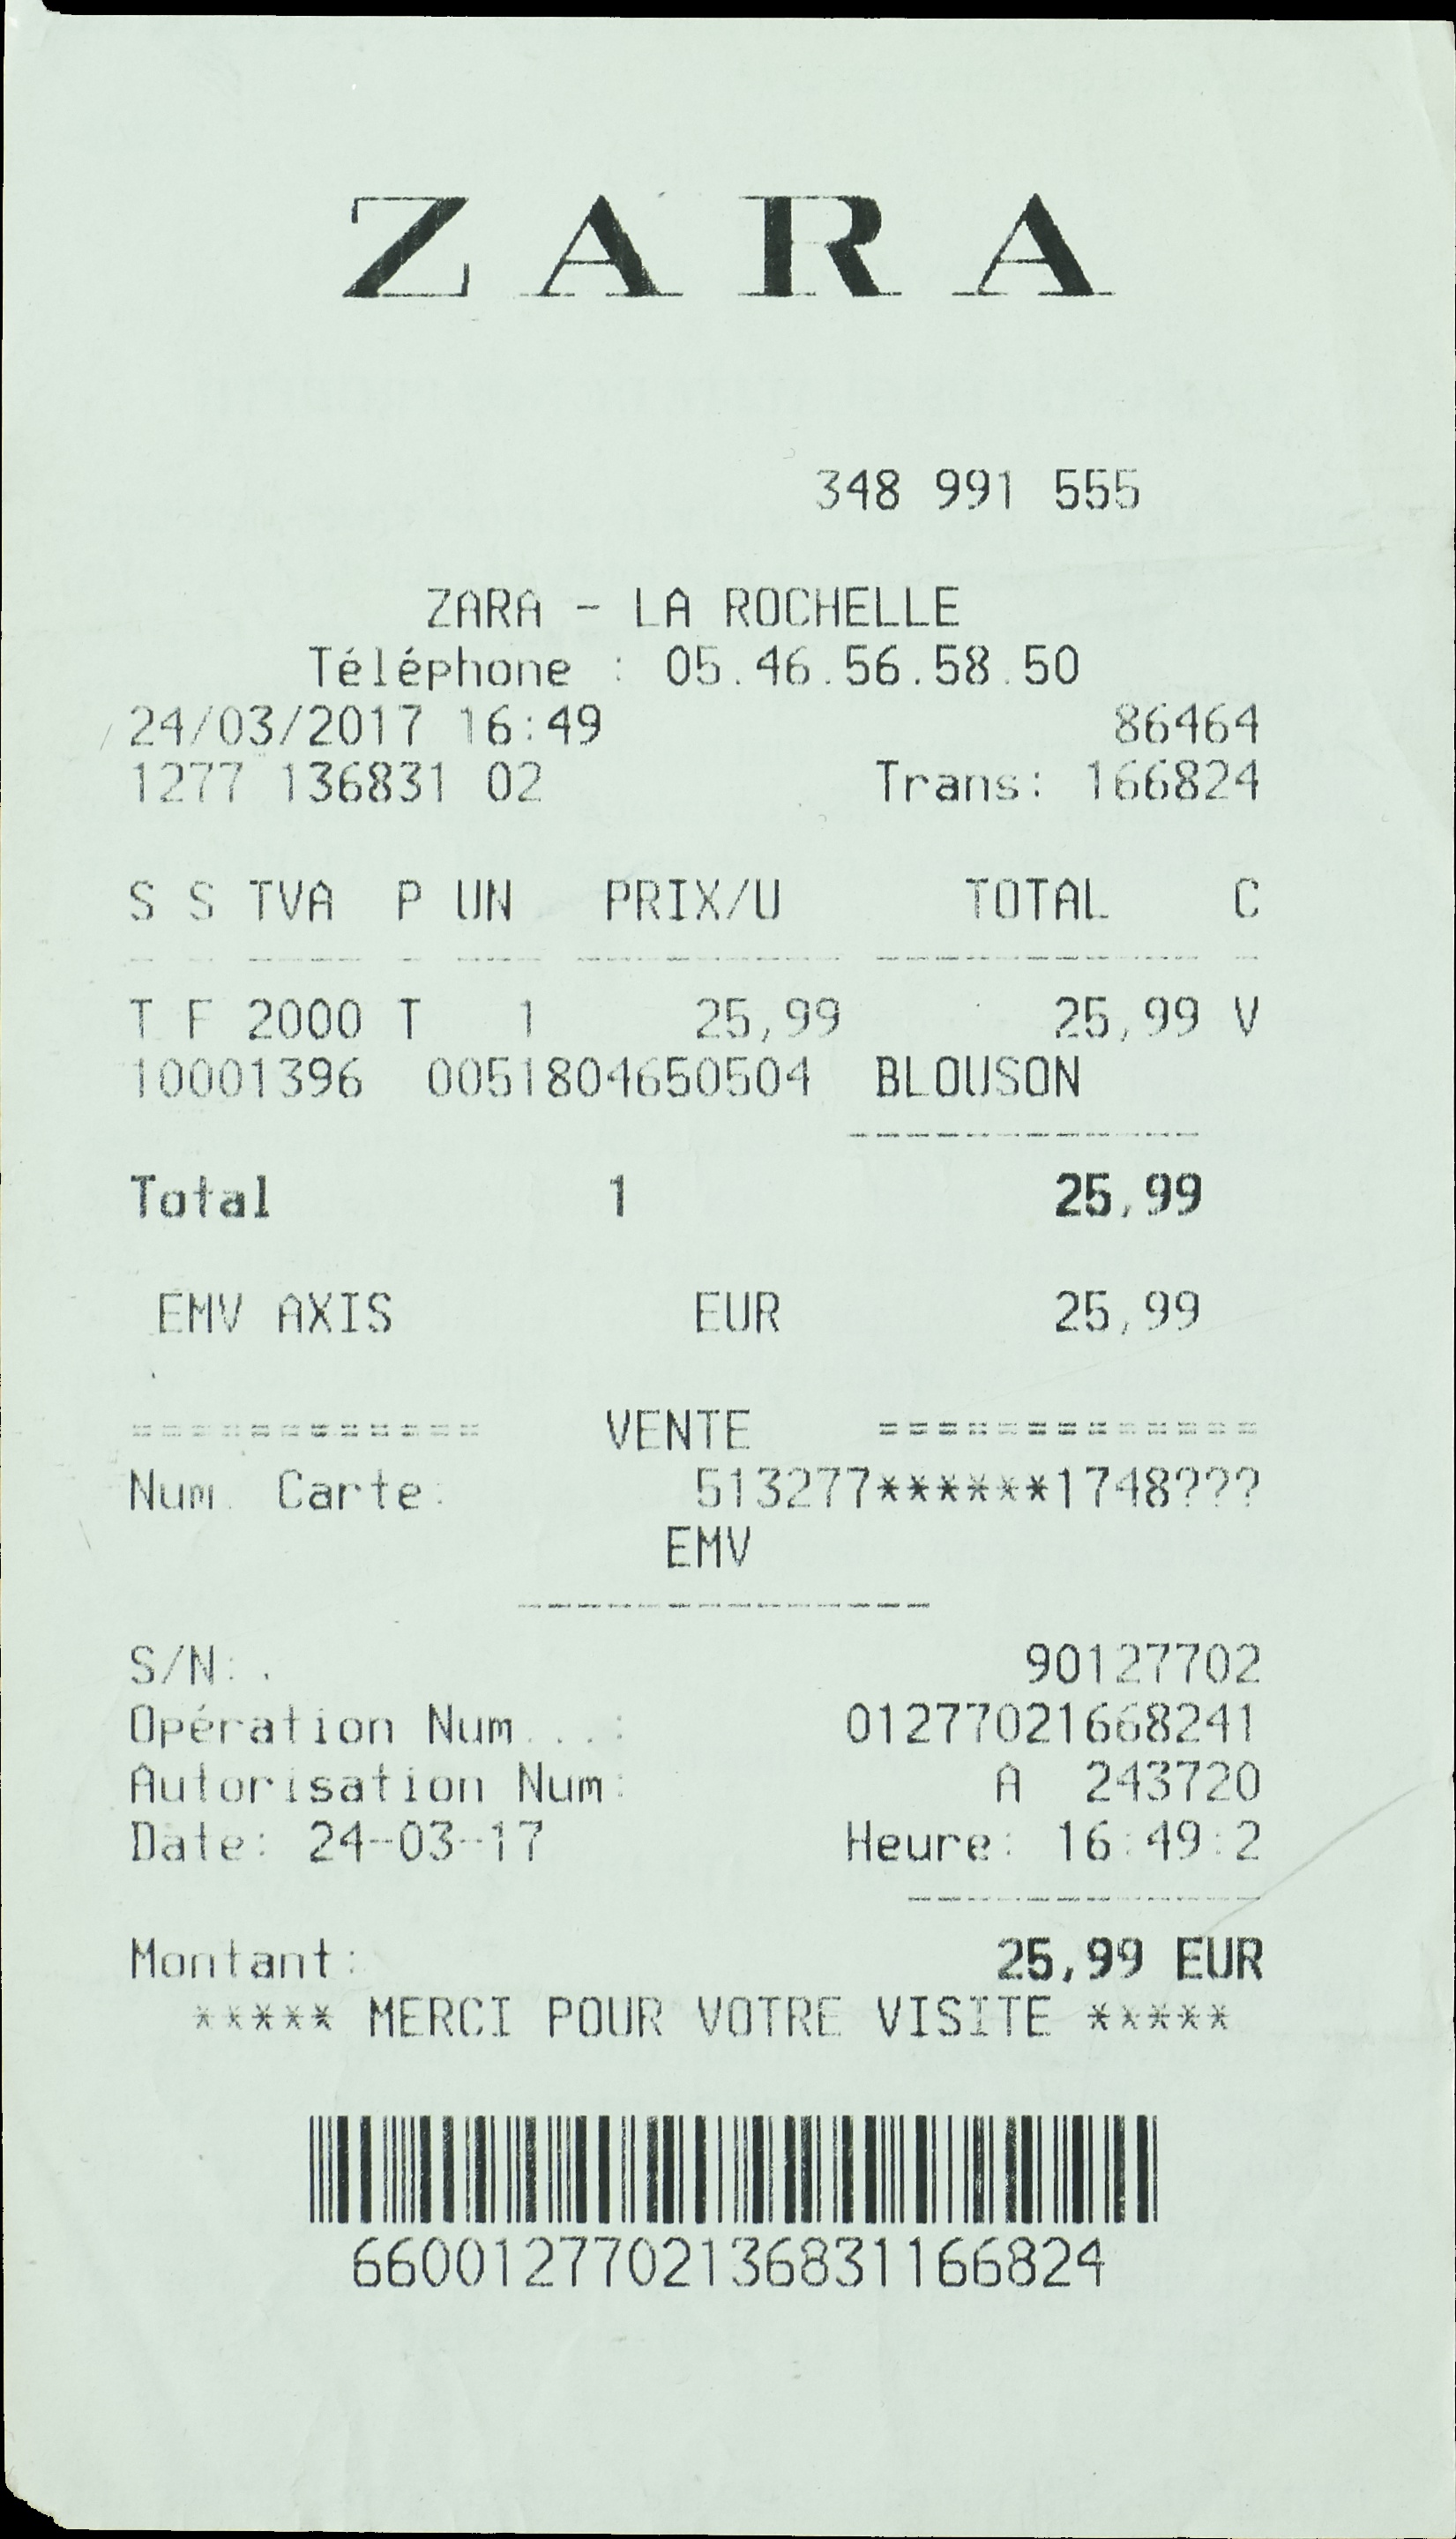 ZARA
348 991 555
ZARA - LA ROCHELLE
Téléphone : 05.46.56.58.50
24/03/2017 16:49 86464
1277 136831 02 Trans: 166824
S S TVA P UN PRIX/U TOTAL C
- - ---- - --- --------- ----------- -
T F 2000 T 1 25,99 25,99 V
10001396 0051804650504 BLOUSON
------------
Total 1 25,99
EMV AXIS EUR 25,99
============ VENTE =============
Num. Carte: 513277******1748???
EMV
--------------
S/N: . 90127702
Opération Num...: 01277021668241
Autorisation Num: A 243720
Date: 24-03-17 Heure: 16:49:2
------------
Montant: 25,99 EUR
***** MERCI POUR VOTRE VISITE *****
6600127702136831166824